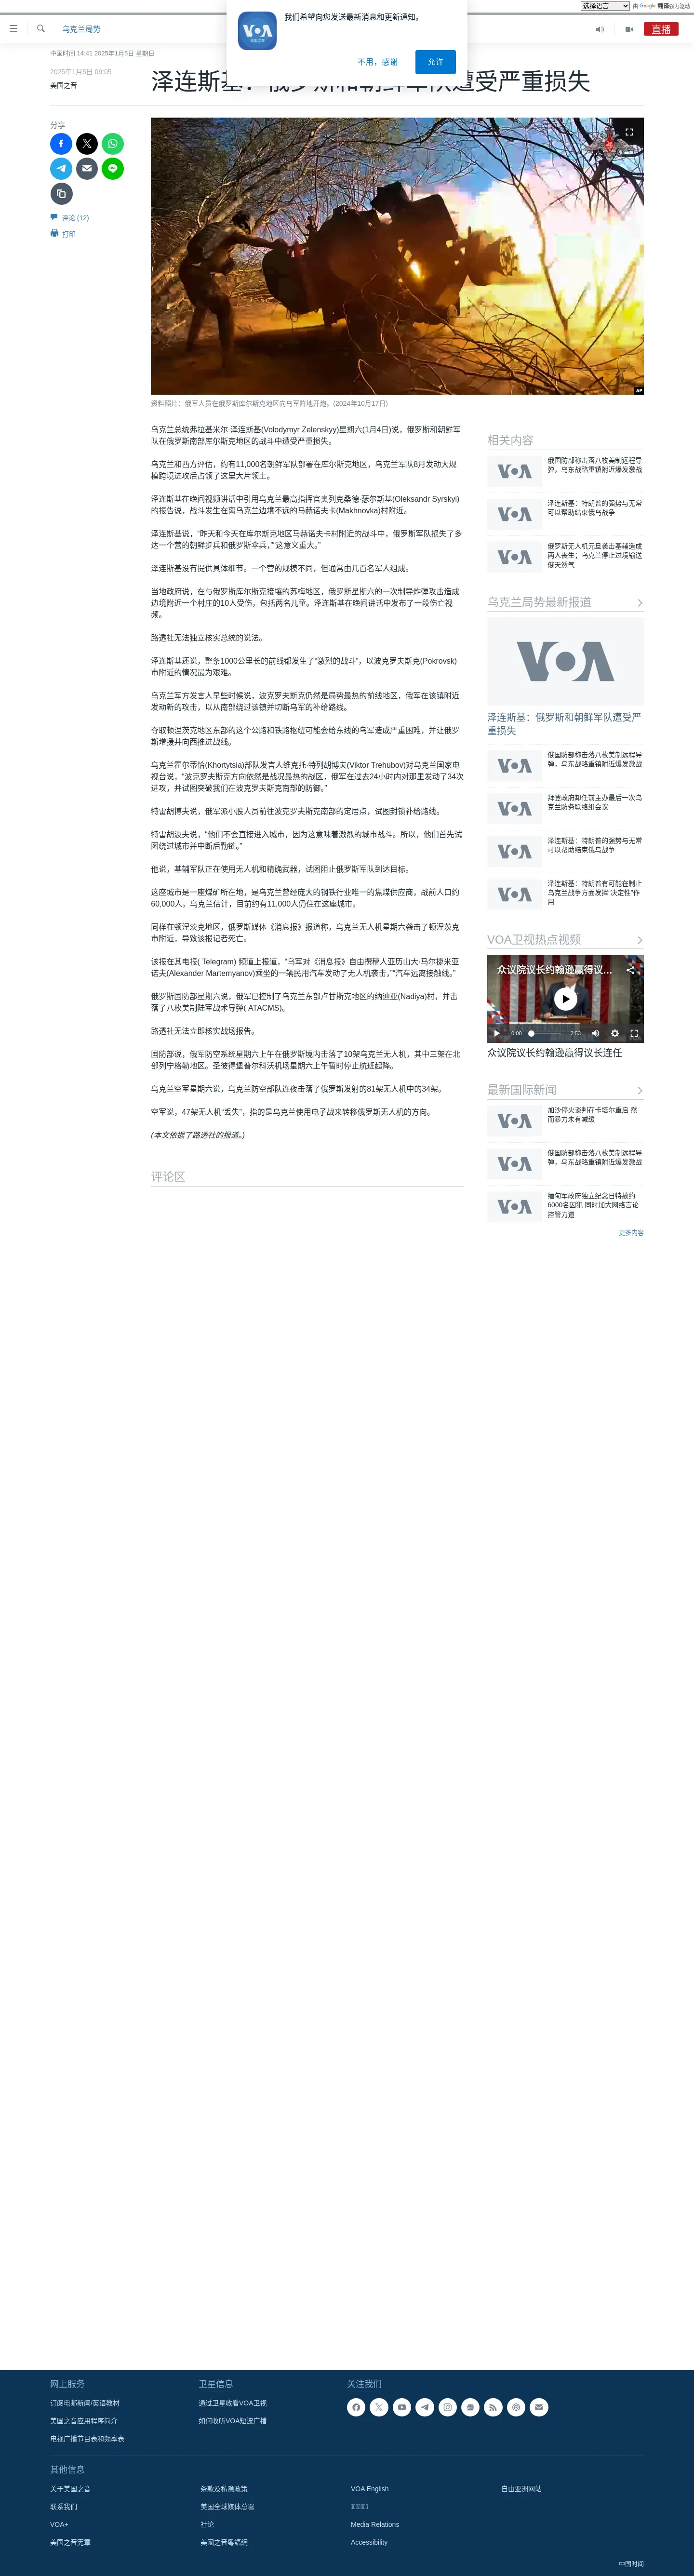 选择语言
由 Google 翻译强力驱动
我们希望向您发送最新消息和更新通知。
不用，感谢
允许
乌克兰局势
直播
中国时间 14:41 2025年1月5日 星期日
2025年1月5日 09:05
美国之音
泽连斯基：俄罗斯和朝鲜军队遭受严重损失
分享
评论 (12)
打印
AP
资料照片：俄军人员在俄罗斯库尔斯克地区向乌军阵地开炮。(2024年10月17日)
乌克兰总统弗拉基米尔·泽连斯基(Volodymyr Zelenskyy)星期六(1月4日)说，俄罗斯和朝鲜军
队在俄罗斯南部库尔斯克地区的战斗中遭受严重损失。
乌克兰和西方评估，约有11,000名朝鲜军队部署在库尔斯克地区，乌克兰军队8月发动大规
模跨境进攻后占领了这里大片领土。
泽连斯基在晚间视频讲话中引用乌克兰最高指挥官奥列克桑德·瑟尔斯基(Oleksandr Syrskyi)
的报告说，战斗发生在离乌克兰边境不远的马赫诺夫卡(Makhnovka)村附近。
泽连斯基说，“昨天和今天在库尔斯克地区马赫诺夫卡村附近的战斗中，俄罗斯军队损失了多
达一个营的朝鲜步兵和俄罗斯伞兵，”“这意义重大。”
泽连斯基没有提供具体细节。一个营的规模不同，但通常由几百名军人组成。
当地政府说，在与俄罗斯库尔斯克接壤的苏梅地区，俄罗斯星期六的一次制导炸弹攻击造成
边境附近一个村庄的10人受伤，包括两名儿童。泽连斯基在晚间讲话中发布了一段伤亡视
频。
路透社无法独立核实总统的说法。
泽连斯基还说，整条1000公里长的前线都发生了“激烈的战斗”，以波克罗夫斯克(Pokrovsk)
市附近的情况最为艰难。
乌克兰军方发言人早些时候说，波克罗夫斯克仍然是局势最热的前线地区，俄军在该镇附近
发动新的攻击，以从南部绕过该镇并切断乌军的补给路线。
夺取顿涅茨克地区东部的这个公路和铁路枢纽可能会给东线的乌军造成严重困难，并让俄罗
斯增援并向西推进战线。
乌克兰霍尔蒂恰(Khortytsia)部队发言人维克托·特列胡博夫(Viktor Trehubov)对乌克兰国家电
视台说，“波克罗夫斯克方向依然是战况最热的战区，俄军在过去24小时内对那里发动了34次
进攻，并试图突破我们在波克罗夫斯克南部的防御。”
特雷胡博夫说，俄军派小股人员前往波克罗夫斯克南部的定居点，试图封锁补给路线。
特雷胡波夫说，“他们不会直接进入城市，因为这意味着激烈的城市战斗。所以，他们首先试
图绕过城市并中断后勤链。”
他说，基辅军队正在使用无人机和精确武器，试图阻止俄罗斯军队到达目标。
这座城市是一座煤矿所在地，是乌克兰曾经庞大的钢铁行业唯一的焦煤供应商，战前人口约
60,000人。乌克兰估计，目前约有11,000人仍住在这座城市。
同样在顿涅茨克地区，俄罗斯媒体《消息报》报道称，乌克兰无人机星期六袭击了顿涅茨克
市附近，导致该报记者死亡。
该报在其电报( Telegram) 频道上报道，“乌军对《消息报》自由撰稿人亚历山大·马尔捷米亚
诺夫(Alexander Martemyanov)乘坐的一辆民用汽车发动了无人机袭击，”“汽车远离接触线。”
俄罗斯国防部星期六说，俄军已控制了乌克兰东部卢甘斯克地区的纳迪亚(Nadiya)村，并击
落了八枚美制陆军战术导弹( ATACMS)。
路透社无法立即核实战场报告。
国防部说，俄军防空系统星期六上午在俄罗斯境内击落了10架乌克兰无人机，其中三架在北
部列宁格勒地区。圣彼得堡普尔科沃机场星期六上午暂时停止航班起降。
乌克兰空军星期六说，乌克兰防空部队连夜击落了俄罗斯发射的81架无人机中的34架。
空军说，47架无人机“丢失”，指的是乌克兰使用电子战来转移俄罗斯无人机的方向。
(本文依据了路透社的报道。)
评论区
相关内容
俄国防部称击落八枚美制远程导
弹，乌东战略重镇附近爆发激战
泽连斯基：特朗普的强势与无常
可以帮助结束俄乌战争
俄罗斯无人机元旦袭击基辅造成
两人丧生；乌克兰停止过境输送
俄天然气
乌克兰局势最新报道
泽连斯基：俄罗斯和朝鲜军队遭受严
重损失
俄国防部称击落八枚美制远程导
弹，乌东战略重镇附近爆发激战
拜登政府卸任前主办最后一次乌
克兰防务联络组会议
泽连斯基：特朗普的强势与无常
可以帮助结束俄乌战争
泽连斯基：特朗普有可能在制止
乌克兰战争方面发挥“决定性”作
用
VOA卫视热点视频
众议院议长约翰逊赢得议...
0:00
2:53
众议院议长约翰逊赢得议长连任
最新国际新闻
加沙停火谈判在卡塔尔重启 然
而暴力未有减缓
俄国防部称击落八枚美制远程导
弹，乌东战略重镇附近爆发激战
缅甸军政府独立纪念日特赦约
6000名囚犯 同时加大网络言论
控管力道
更多内容
网上服务
订阅电邮新闻/英语教材
美国之音应用程序简介
电视广播节目表和频率表
卫星信息
通过卫星收看VOA卫视
如何收听VOA短波广播
关注我们
其他信息
关于美国之音
联系我们
VOA+
美国之音宪章
条款及私隐政策
美国全球媒体总署
社论
美國之音粵語網
VOA English
Media Relations
Accessibility
自由亚洲网站
中国时间